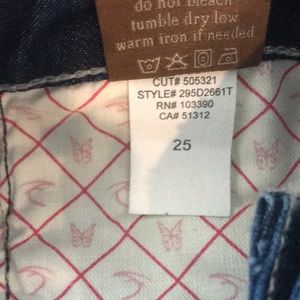 do not bleach
tumble dry low
warm iron if needed
CUT# 505321
STYLE# 295D2661T
RN# 103390
CA# 51312
25